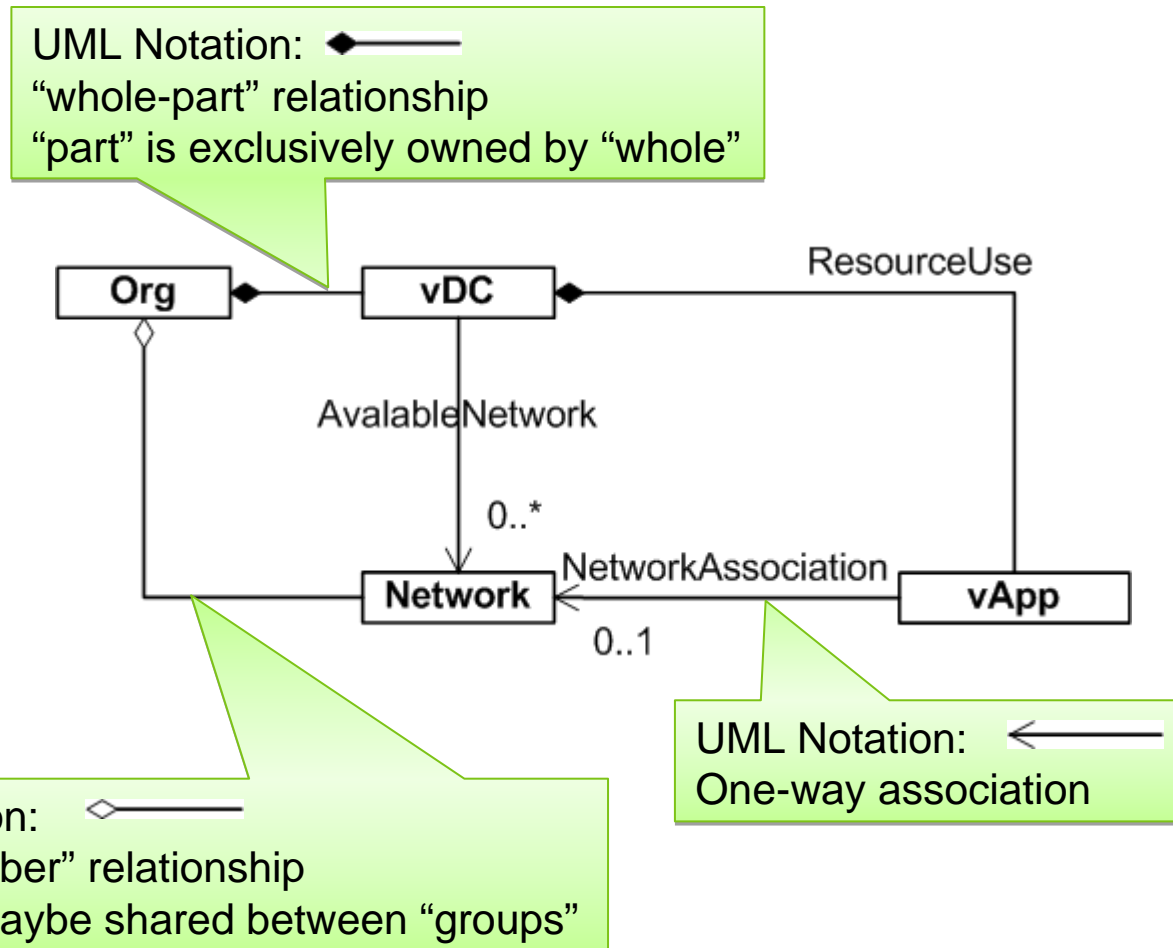 UML Notation:
“whole-part” relationship
“part” is exclusively owned by “whole”
ResourceUse
Org
vDC
AvalableNetwork
0..*
NetworkAssociation
Network
vApp
0..1
UML Notation:
One-way association
on:
ber” relationship
aybe shared between “groups”